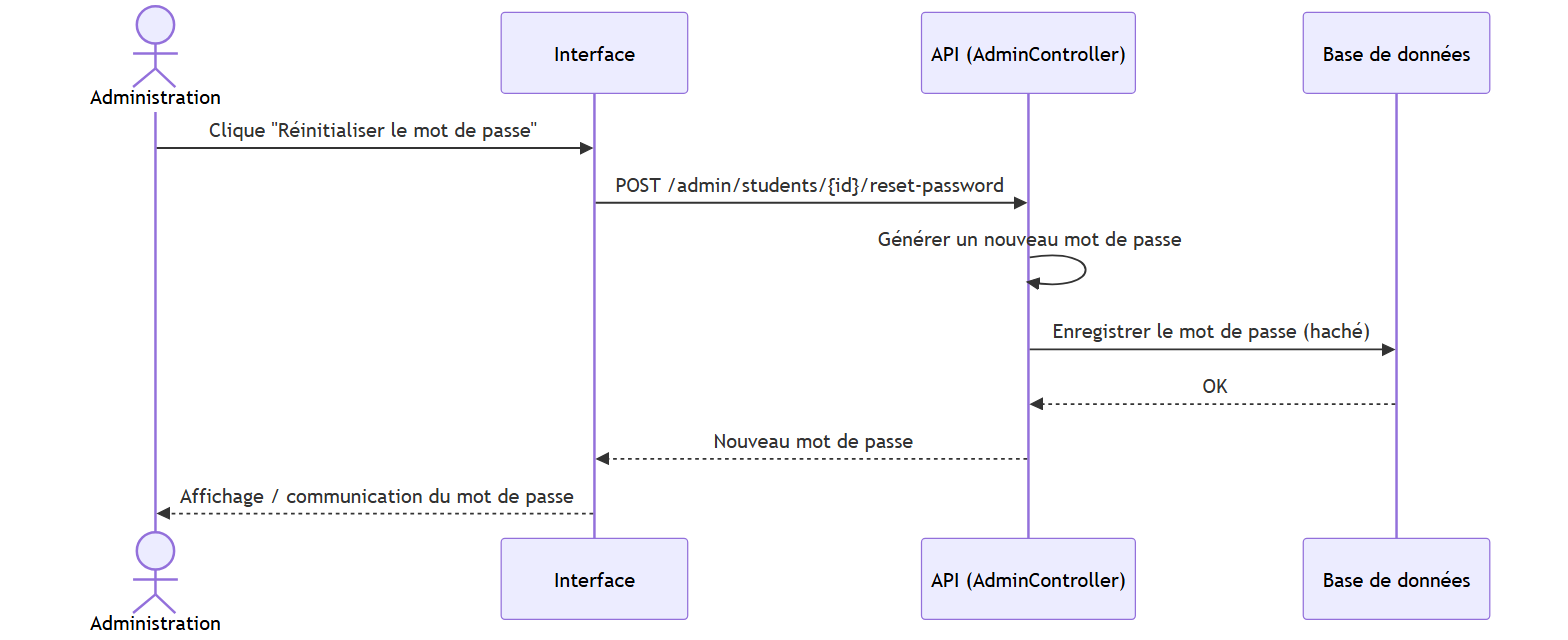 Administration
Interface
API (AdminController)
Base de données
Clique "Réinitialiser le mot de passe"
POST /admin/students/{id}/reset-password
Générer un nouveau mot de passe
Enregistrer le mot de passe (haché)
OK
Nouveau mot de passe
Affichage / communication du mot de passe
Administration
Interface
API (AdminController)
Base de données